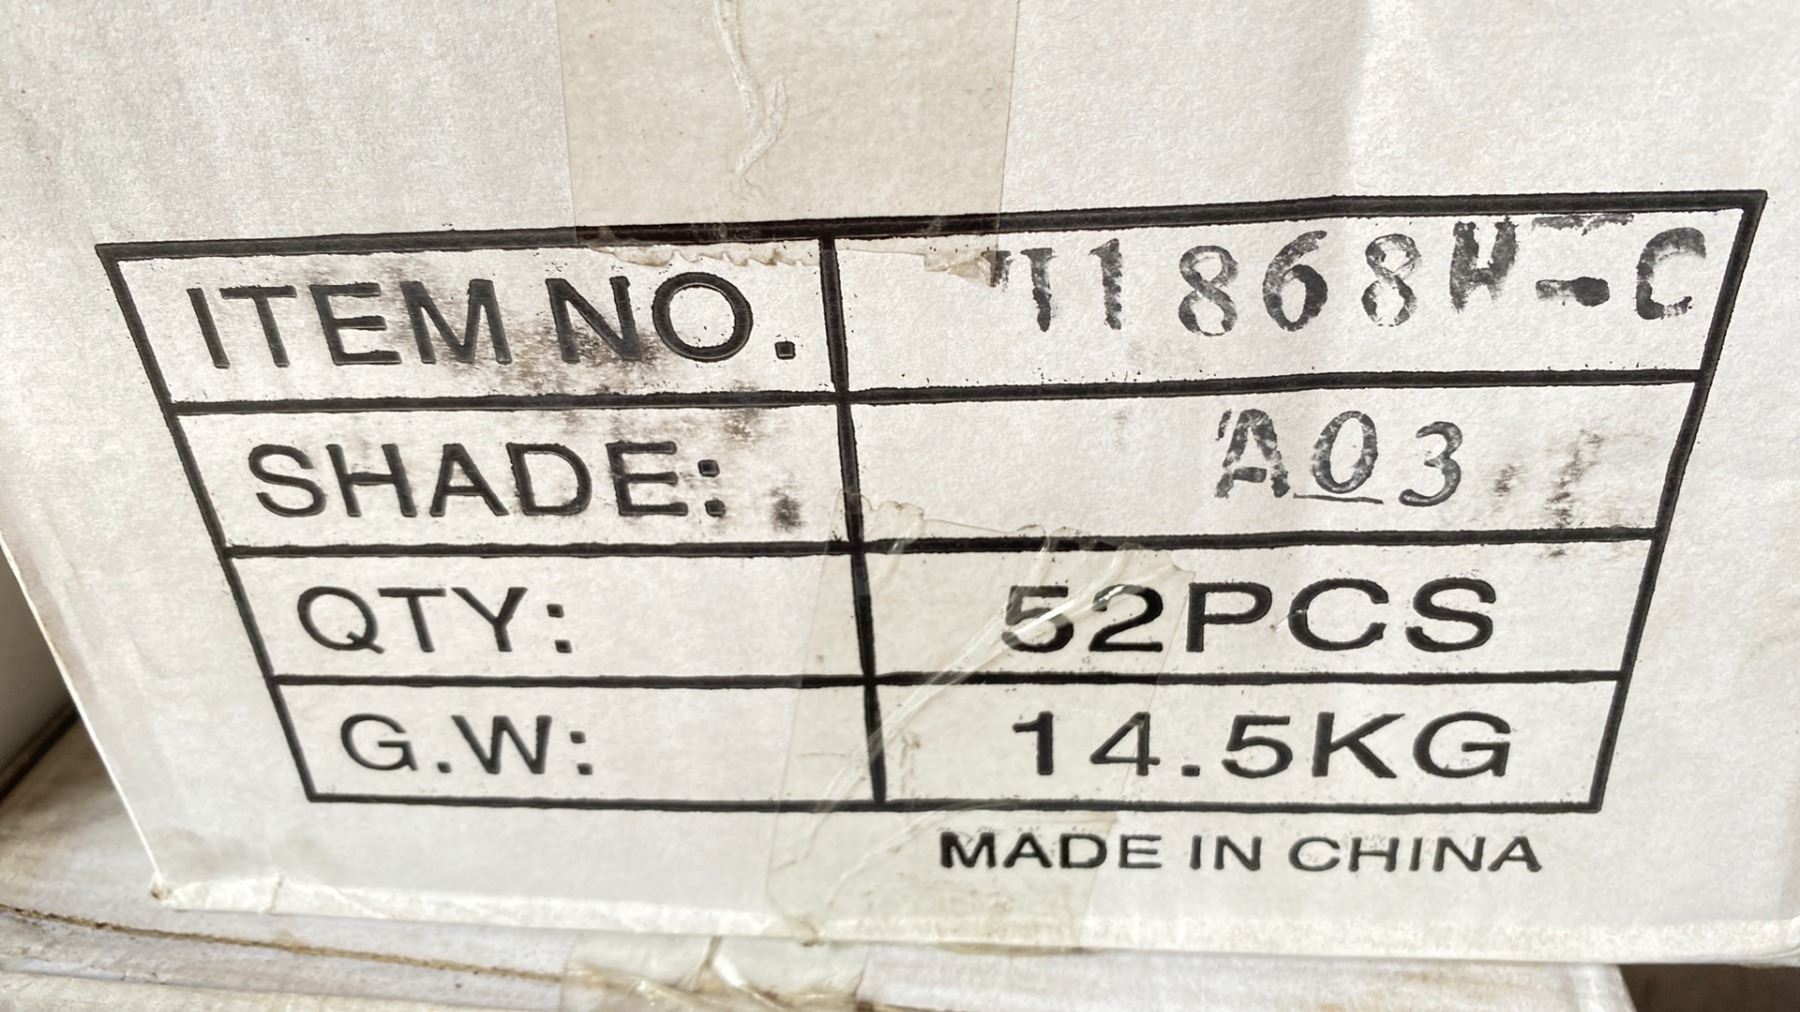 ITEM NO.
SHADE: A03
QTY: 52PCS
G.W: 14.5KG
MADE IN CHINA